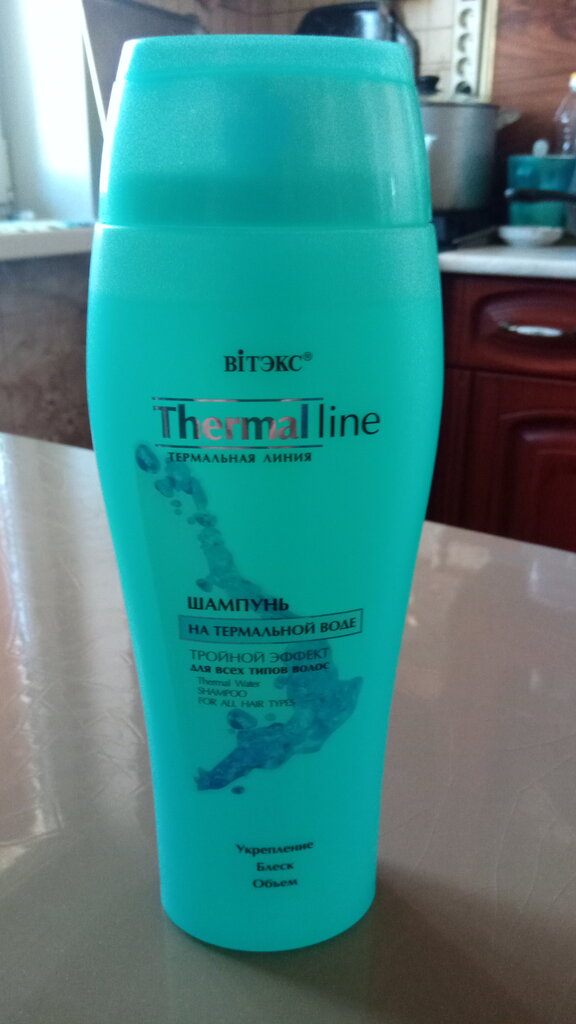 ВІТЭКС®
Thermal line
ТЕРМАЛЬНАЯ ЛИНИЯ
ШАМПУНЬ
НА ТЕРМАЛЬНОЙ ВОДЕ
ТРОЙНОЙ ЭФФЕКТ
ДЛЯ ВСЕХ ТИПОВ ВОЛОС
Thermal Water
SHAMPOO
FOR ALL HAIR TYPES
Укрепление
Блеск
Объем